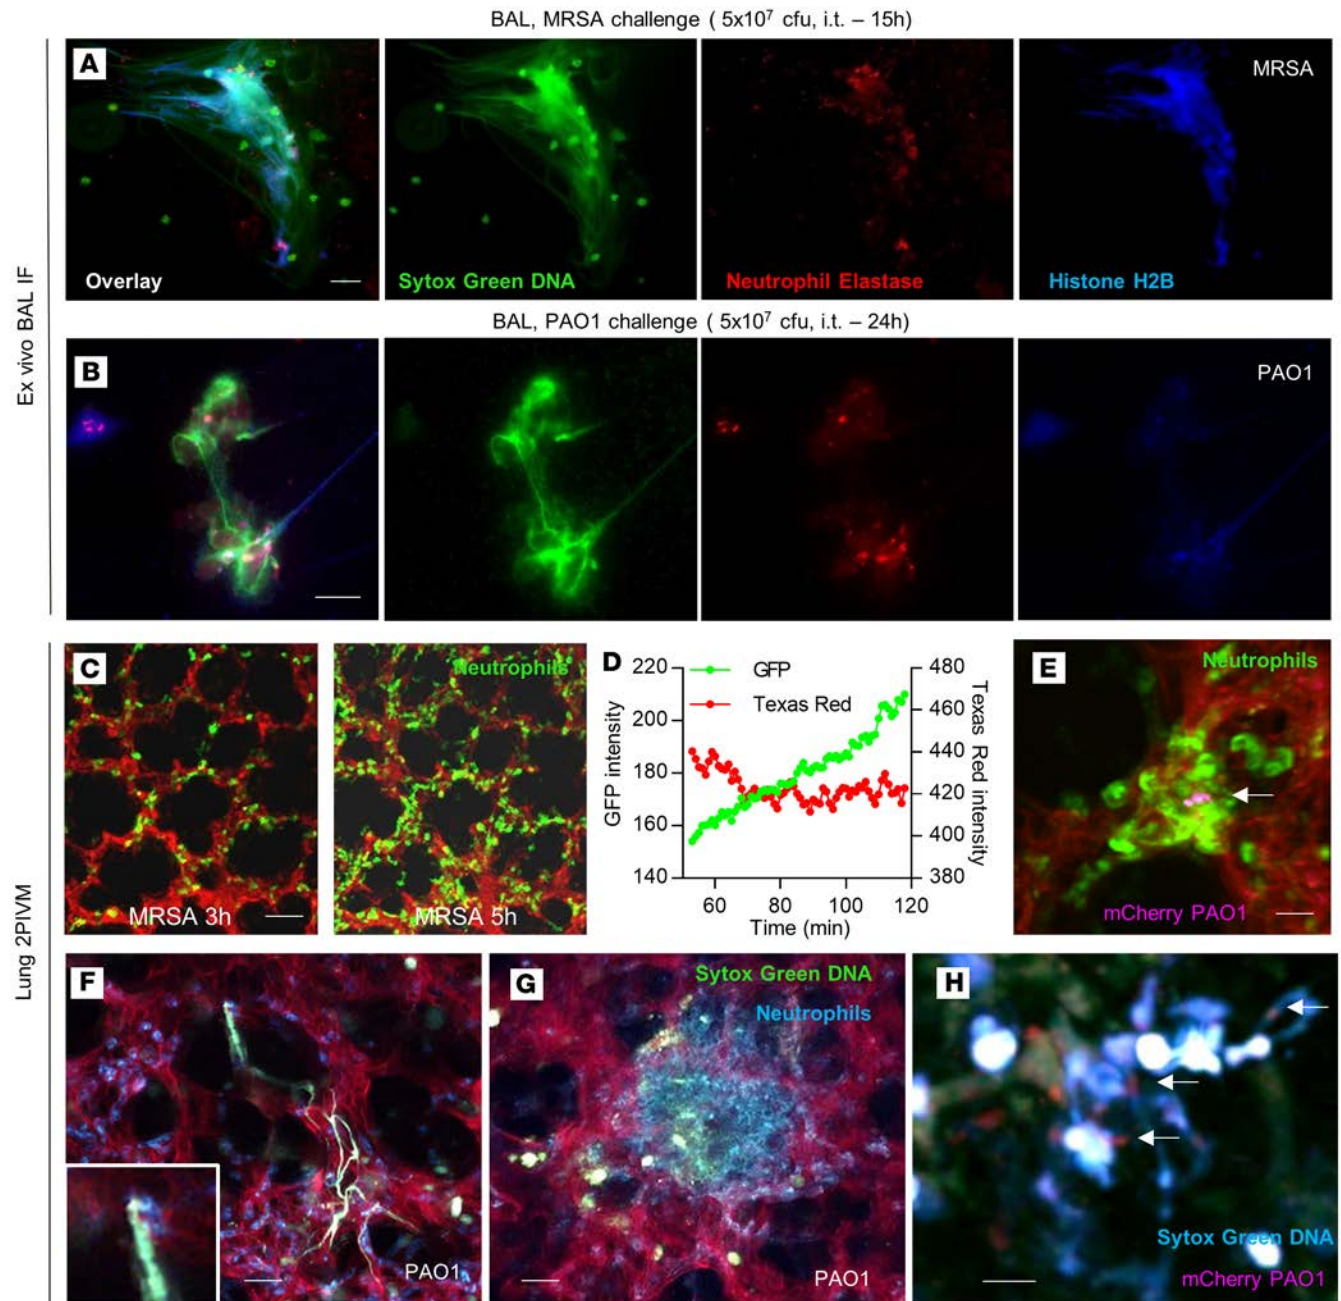 BAL, MRSA challenge ( 5x10⁷ cfu, i.t. – 15h)
Ex vivo BAL IF
A
MRSA
Overlay
Sytox Green DNA
Neutrophil Elastase
Histone H2B
BAL, PAO1 challenge ( 5x10⁷ cfu, i.t. – 24h)
B
PAO1
Lung 2PIVM
C
Neutrophils
MRSA 3h
MRSA 5h
D
GFP
Texas Red
GFP intensity
220
200
180
160
140
Texas Red intensity
480
460
440
420
400
380
60
80
100
120
Time (min)
E
Neutrophils
mCherry PAO1
F
PAO1
G
Sytox Green DNA
Neutrophils
PAO1
H
Sytox Green DNA
mCherry PAO1